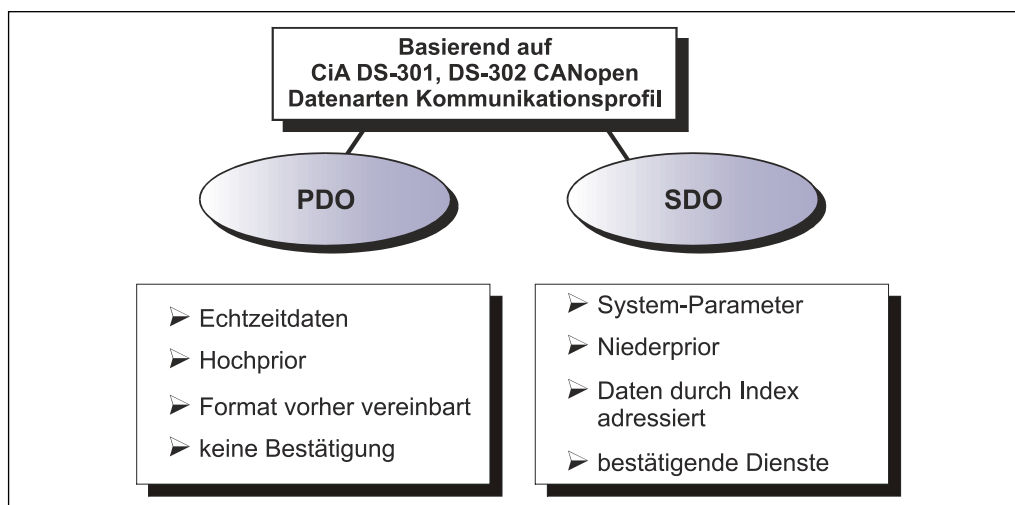 Basierend auf
CiA DS-301, DS-302 CANopen
Datenarten Kommunikationsprofil
PDO
SDO
Echtzeitdaten
Hochprior
Format vorher vereinbart
keine Bestätigung
System-Parameter
Niederprior
Daten durch Index
adressiert
bestätigende Dienste